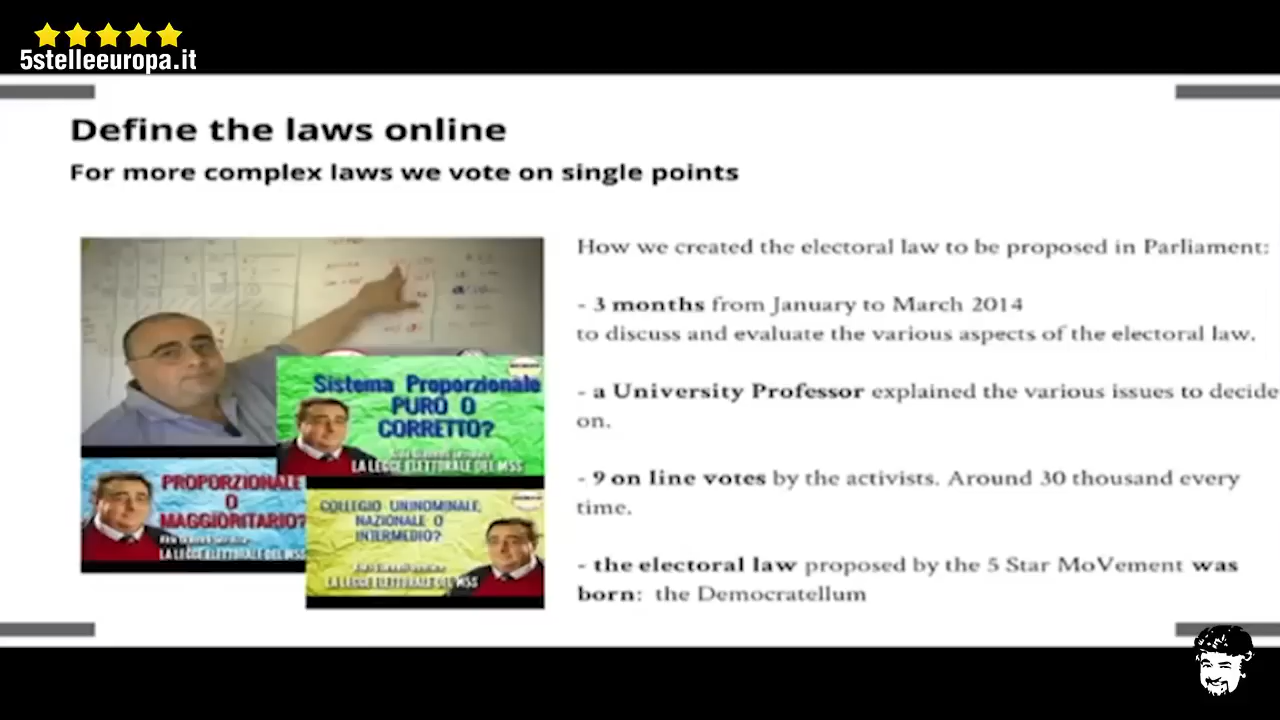 5stelleeuropa.it
Define the laws online
For more complex laws we vote on single points
How we created the electoral law to be proposed in Parliament:
- 3 months from January to March 2014
to discuss and evaluate the various aspects of the electoral law.
- a University Professor explained the various issues to decide
on.
- 9 on line votes by the activists. Around 30 thousand every
time.
- the electoral law proposed by the 5 Star MoVement was
born: the Democratellum
Sistema Proporzionale
PURO O
CORRETTO?
LA LEGGE ELETTORALE DEL M5S
PROPORZIONALE
O
MAGGIORITARIO?
LA LEGGE ELETTORALE DEL M5S
COLLEGIO UNINOMINALE,
NAZIONALE O
INTERMEDIO?
LA LEGGE ELETTORALE DEL M5S